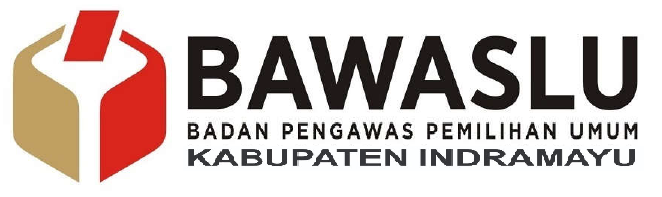 BAWASLU
BADAN PENGAWAS PEMILIHAN UMUM
KABUPATEN INDRAMAYU